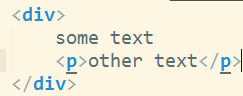 <div>
    some text
    <p>other text</p>
</div>